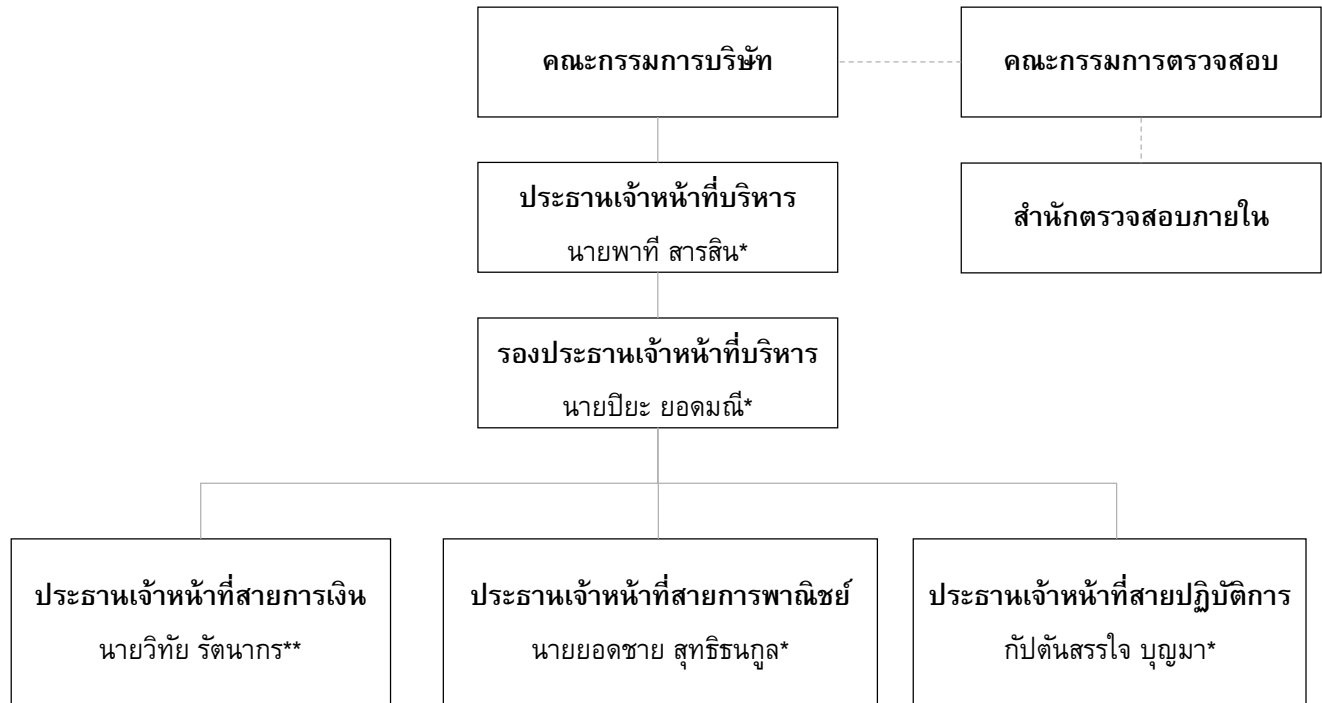 คณะกรรมการบริษัท
คณะกรรมการตรวจสอบ
ประธานเจ้าหน้าที่บริหาร
นายพาที สารสิน*
สำนักตรวจสอบภายใน
รองประธานเจ้าหน้าที่บริหาร
นายปิยะ ยอดมณี*
ประธานเจ้าหน้าที่สายการเงิน
นายวิทัย รัตนากร**
ประธานเจ้าหน้าที่สายการพาณิชย์
นายยอดชาย สุทธิธนกูล*
ประธานเจ้าหน้าที่สายปฏิบัติการ
กัปตันสรรใจ บุญมา*